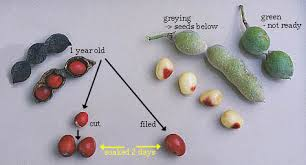 greying
-> seeds below
green
- not ready
1 year old
cut
filed
soaked 2 days